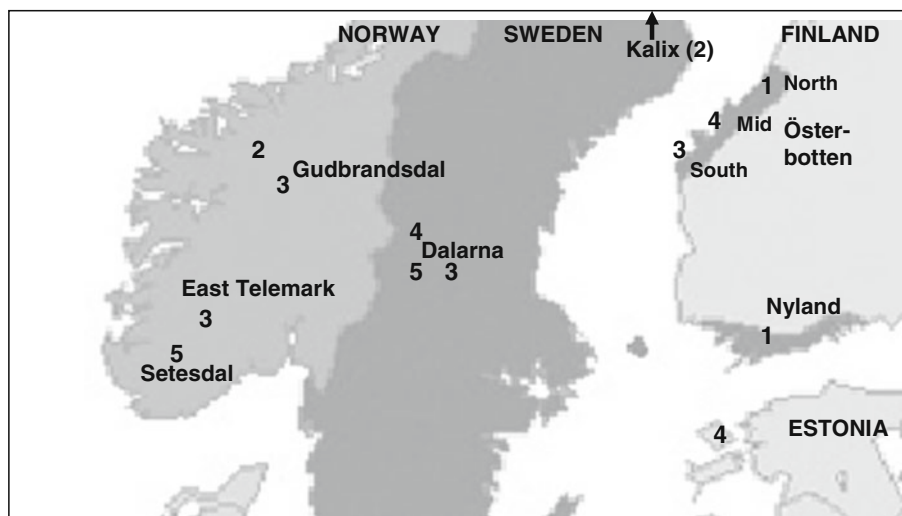 NORWAY SWEDEN FINLAND
Kalix (2)
1 North
4 Mid Öster-
botten
3
South
2
Gudbrandsdal
3
4
Dalarna
5 3
East Telemark
3
Nyland
1
5
Setesdal
4 ESTONIA